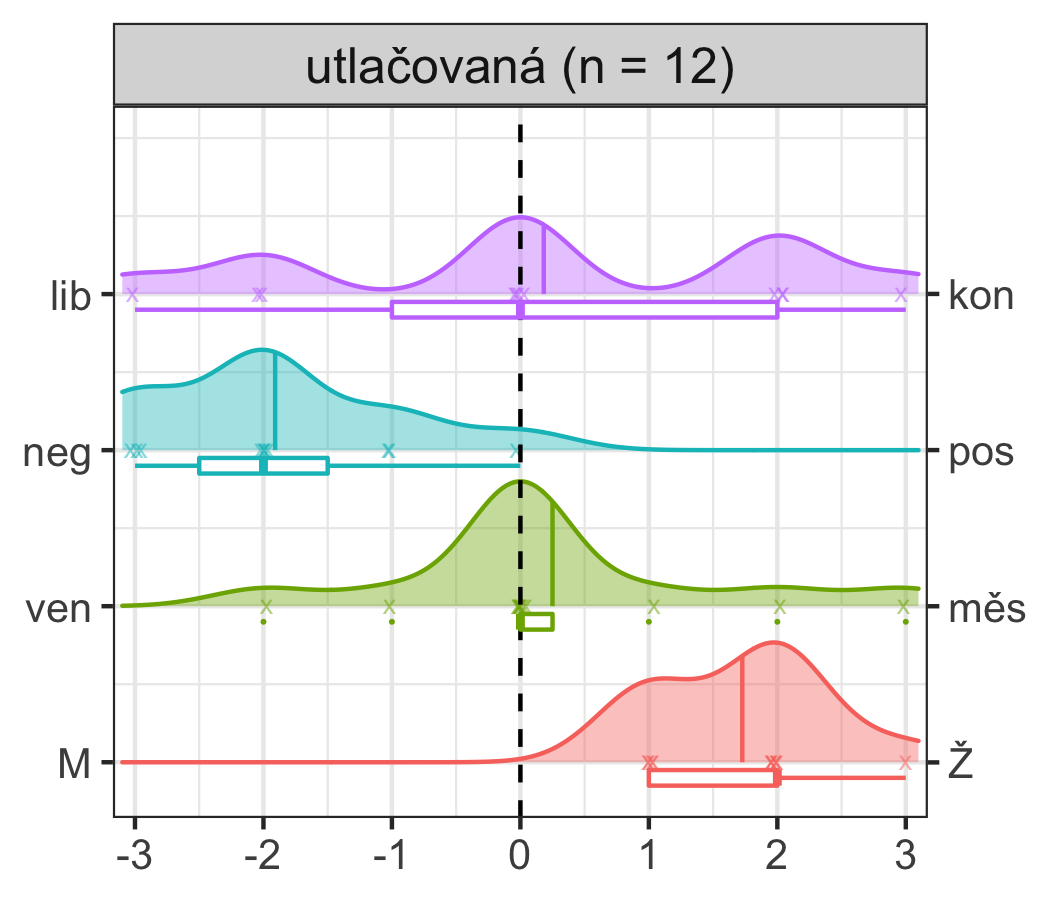 utlačovaná (n = 12)
lib kon
neg pos
ven měs
M Ž
-3 -2 -1 0 1 2 3